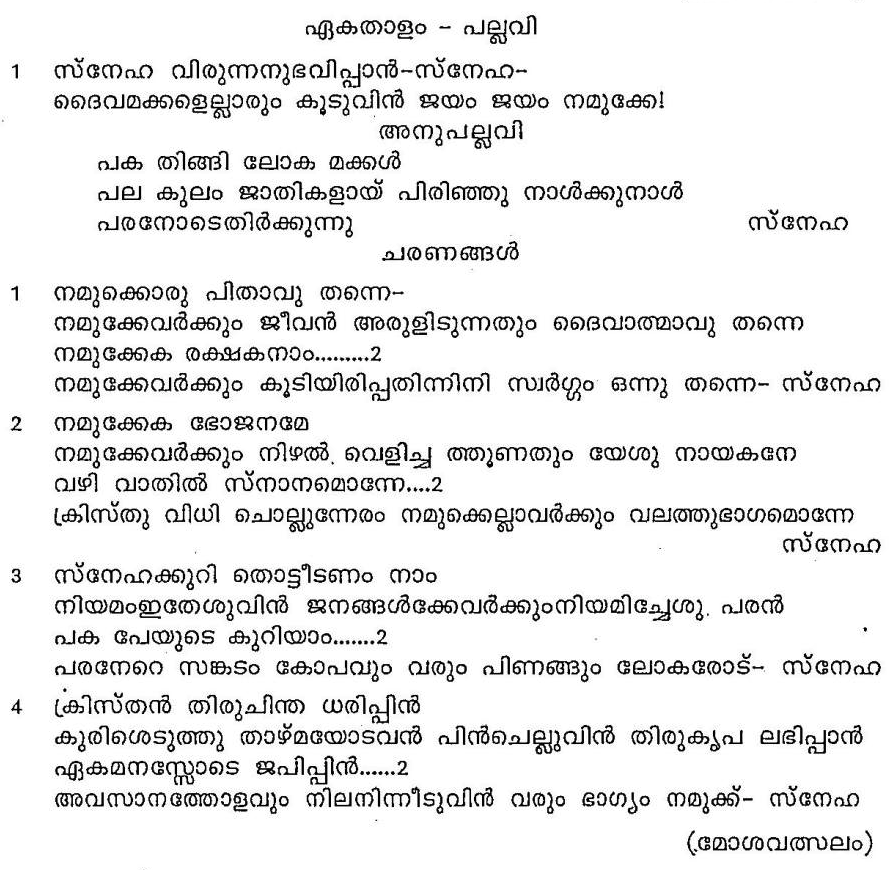 ഏകതാളം - പല്ലവി
1 സ്നേഹ വിരുന്നനുഭവിപ്പാൻ-സ്നേഹ-
ദൈവമക്കളെല്ലാരും കൂടുവിൻ ജയം ജയം നമുക്കേ!
അനുപല്ലവി
പക തിങ്ങി ലോക മക്കൾ
പല കുലം ജാതികളായ് പിരിഞ്ഞു നാൾക്കുനാൾ
പരനോടെതിർക്കുന്നു സ്നേഹ
ചരണങ്ങൾ
1 നമുക്കൊരു പിതാവു തന്നെ-
നമുക്കേവർക്കും ജീവൻ അരുളിടുന്നതും ദൈവാത്മാവു തന്നെ
നമുക്കേക രക്ഷകനാം.........2
നമുക്കേവർക്കും കൂടിയിരിപ്പതിന്നിനി സ്വർഗ്ഗം ഒന്നു തന്നെ- സ്നേഹ
2 നമുക്കേക ഭോജനമേ
നമുക്കേവർക്കും നിഴൽ. വെളിച്ച ത്തൂണതും യേശു നായകനേ
വഴി വാതിൽ സ്നാനമൊന്നേ....2
ക്രിസ്തു വിധി ചൊല്ലുന്നേരം നമുക്കെല്ലാവർക്കും വലത്തുഭാഗമൊന്നേ
സ്നേഹ
3 സ്നേഹക്കുറി തൊട്ടീടണം നാം
നിയമംഇതേശുവിൻ ജനങ്ങൾക്കേവർക്കുംനിയമിച്ചേശു. പരൻ
പക പേയുടെ കുറിയാം.......2
പരനേറെ സങ്കടം കോപവും വരും പിണങ്ങും ലോകരോട്- സ്നേഹ
4 ക്രിസ്തൻ തിരുചിന്ത ധരിപ്പിൻ
കുരിശെടുത്തു താഴ്മയോടവൻ പിൻചെല്ലുവിൻ തിരുകൃപ ലഭിപ്പാൻ
ഏകമനസ്സോടെ ജപിപ്പിൻ......2
അവസാനത്തോളവും നിലനിന്നീടുവിൻ വരും ഭാഗ്യം നമുക്ക്- സ്നേഹ
(മോശവത്സലം)